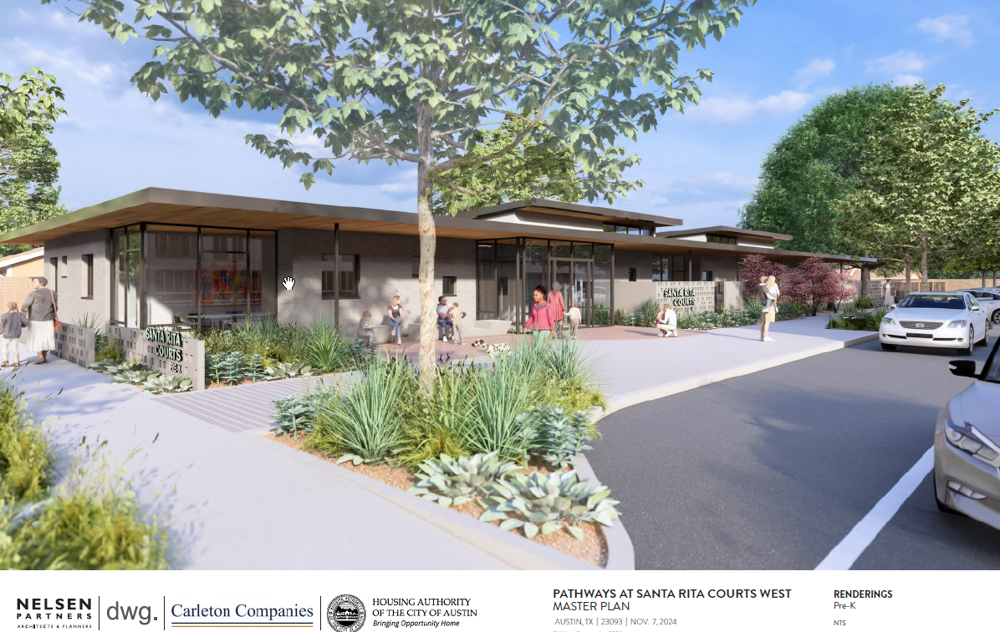 SANTA RITA
COURTS
SANTA RITA
COURTS
PRE-K
NELSEN
PARTNERS
ARCHITECTS & PLANNERS
dwg.
Carleton Companies
HOUSING AUTHORITY
OF THE CITY OF AUSTIN
Bringing Opportunity Home
PATHWAYS AT SANTA RITA COURTS WEST
MASTER PLAN
AUSTIN, TX | 23093 | NOV. 7, 2024
RENDERINGS
Pre-K
NTS